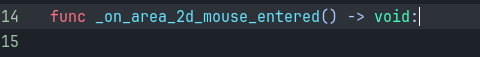 14 func _on_area_2d_mouse_entered() -> void:
15